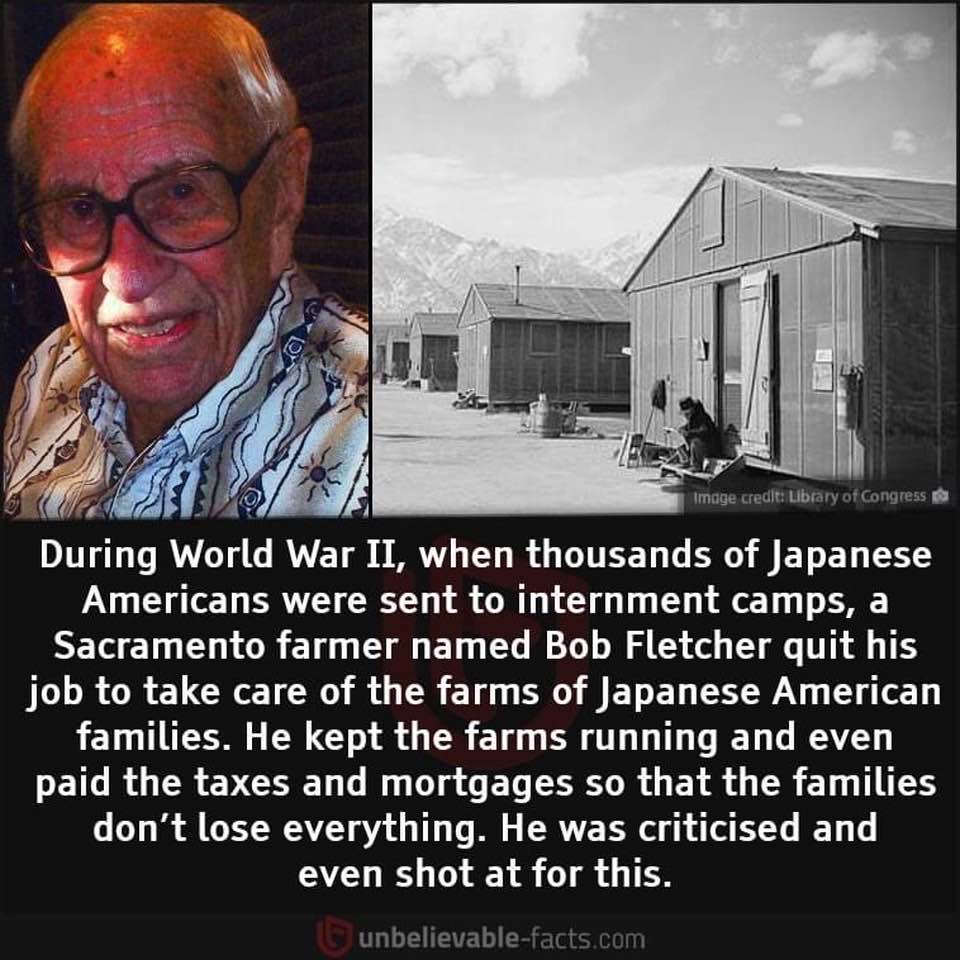 Image credit: Library of Congress
During World War II, when thousands of Japanese
Americans were sent to internment camps, a
Sacramento farmer named Bob Fletcher quit his
job to take care of the farms of Japanese American
families. He kept the farms running and even
paid the taxes and mortgages so that the families
don’t lose everything. He was criticised and
even shot at for this.
unbelievable-facts.com